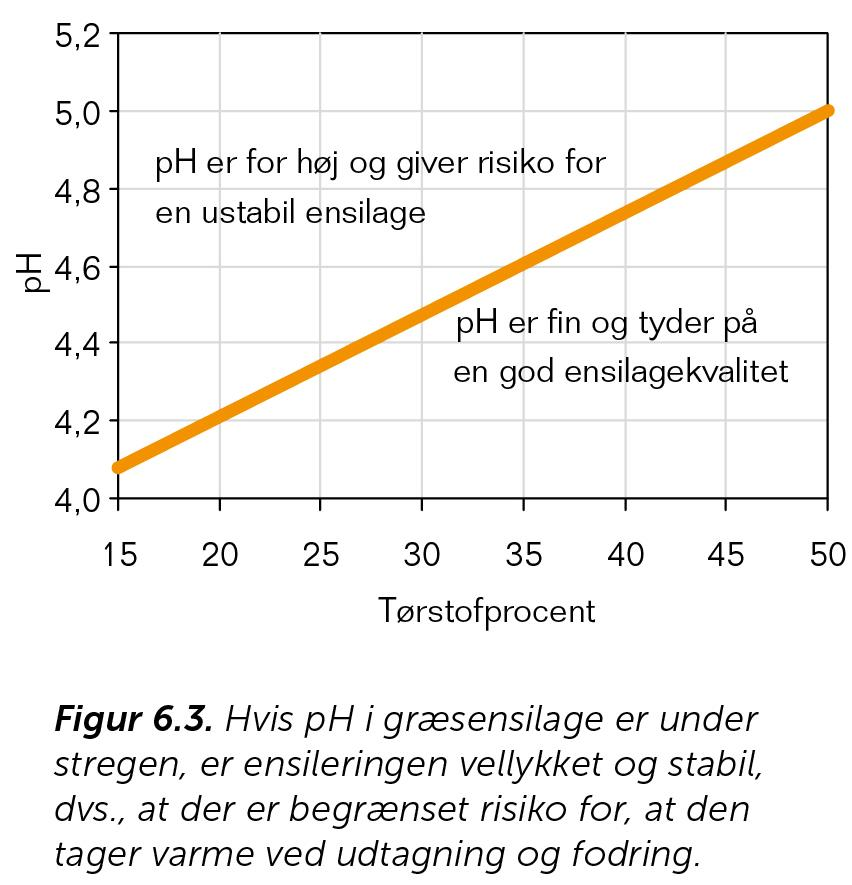 5,2
5,0
4,8
4,6
4,4
4,2
4,0
pH
pH er for høj og giver risiko for
en ustabil ensilage
pH er fin og tyder på
en god ensilagekvalitet
15 20 25 30 35 40 45 50
Tørstofprocent
Figur 6.3. Hvis pH i græsensilage er under
stregen, er ensileringen vellykket og stabil,
dvs., at der er begrænset risiko for, at den
tager varme ved udtagning og fodring.